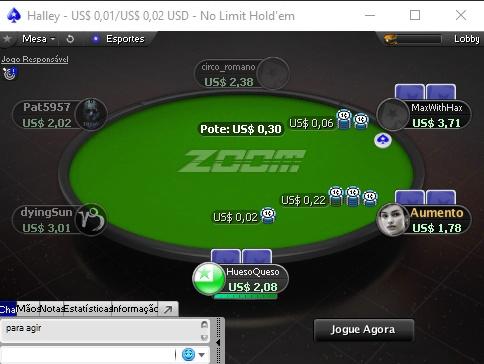 Halley - US$ 0,01/US$ 0,02 USD - No Limit Hold'em
Mesa
Esportes
Lobby
Jogo Responsável
circo_romano
US$ 2,38
Pat5957
US$ 2,02
MaxWithHax
US$ 3,71
US$ 0,06
Pote: US$ 0,30
ZOOM
US$ 0,22
US$ 0,02
dyingSun
US$ 3,01
Aumento
US$ 1,78
HuesoQueso
US$ 2,08
Cha Mãos Notas Estatísticas Informação
para agir
Jogue Agora